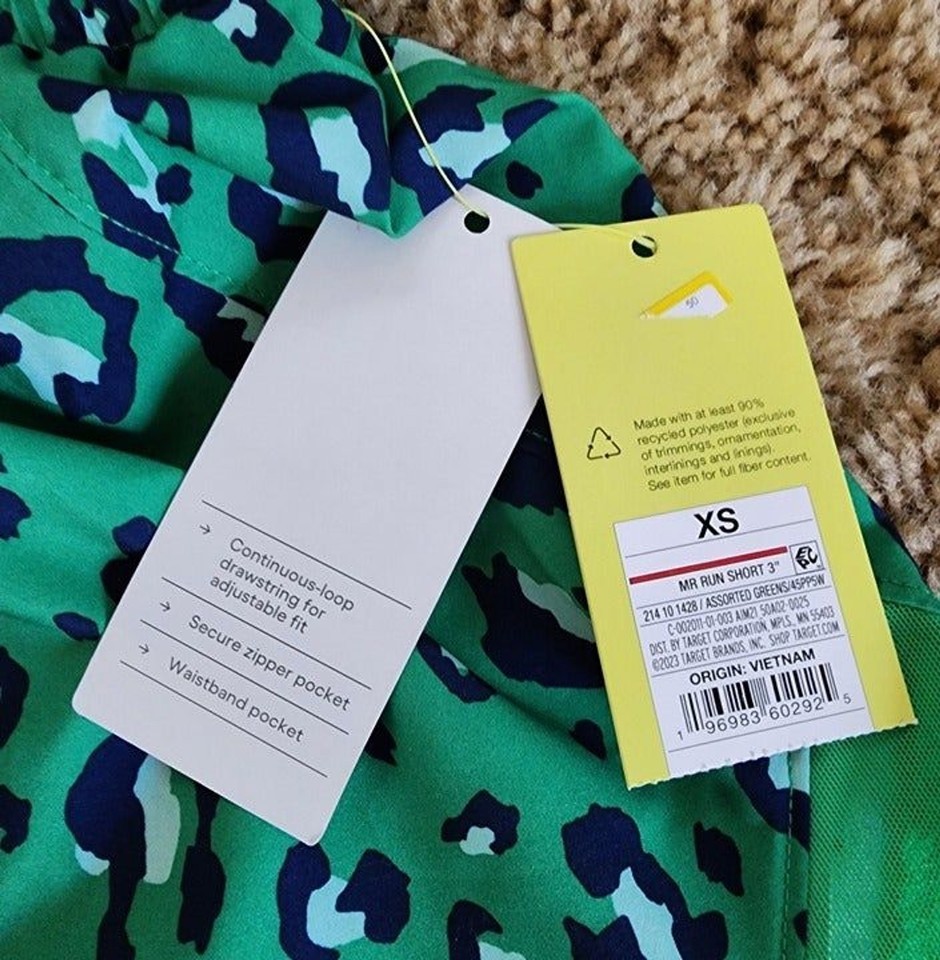 → Continuous-loop
drawstring for
adjustable fit
→ Secure zipper pocket
→ Waistband pocket
50
Made with at least 90%
recycled polyester (exclusive
of trimmings, ornamentation,
interlinings and linings).
See item for full fiber content.
XS
MR RUN SHORT 3"
214 10 1428 / ASSORTED GREENS/45PP5W
C-002011-01-003 AIM21 50A02-0025
DIST. BY TARGET CORPORATION, MPLS., MN 55403
©2023 TARGET BRANDS, INC. SHOP TARGET.COM
ORIGIN: VIETNAM
1 96983 60292 5